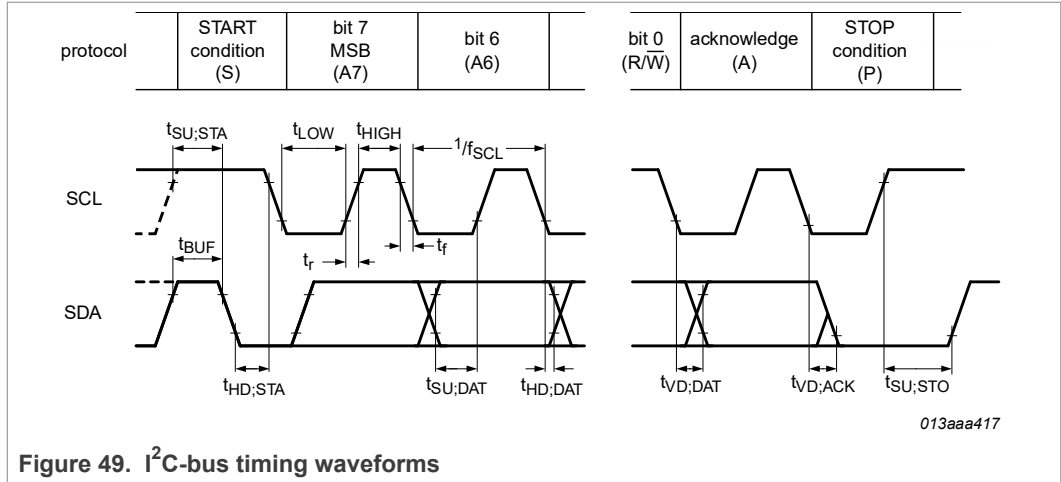 protocol
START condition (S)
bit 7 MSB (A7)
bit 6 (A6)
bit 0 (R/W̅)
acknowledge (A)
STOP condition (P)
tSU;STA
tLOW
tHIGH
1/fSCL
SCL
tBUF
tr
tf
SDA
tHD;STA
tSU;DAT
tHD;DAT
tVD;DAT
tVD;ACK
tSU;STO
013aaa417
Figure 49. I²C-bus timing waveforms